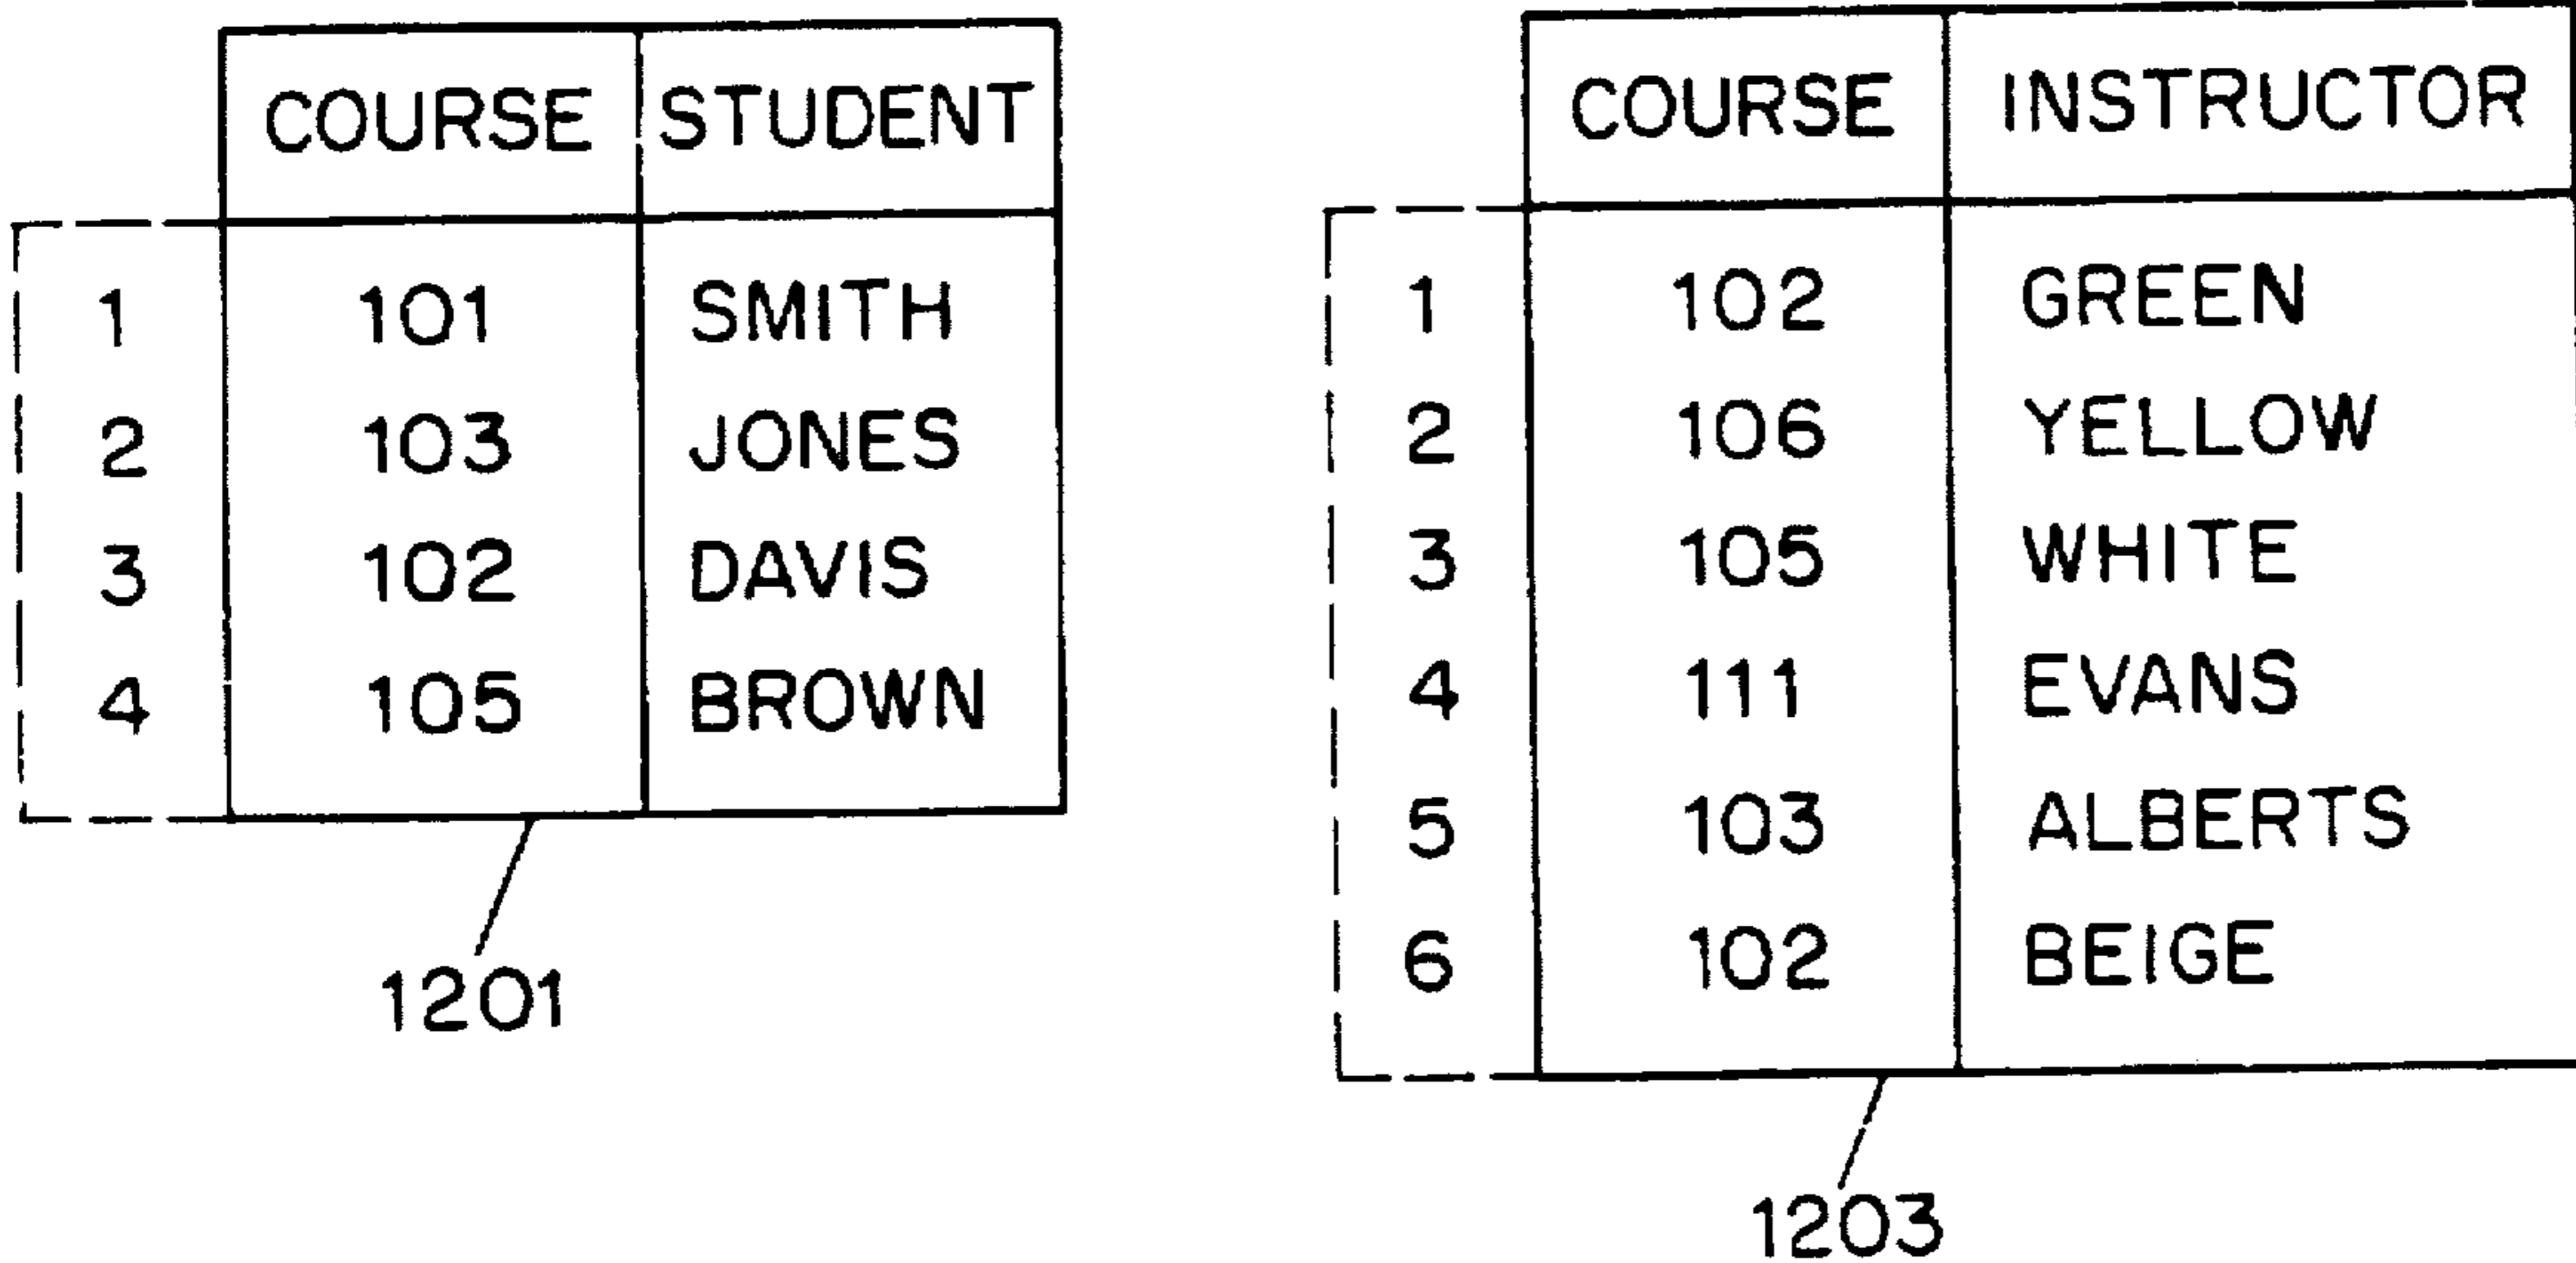 COURSE STUDENT
1 101 SMITH
2 103 JONES
3 102 DAVIS
4 105 BROWN
1201
COURSE INSTRUCTOR
1 102 GREEN
2 106 YELLOW
3 105 WHITE
4 111 EVANS
5 103 ALBERTS
6 102 BEIGE
1203